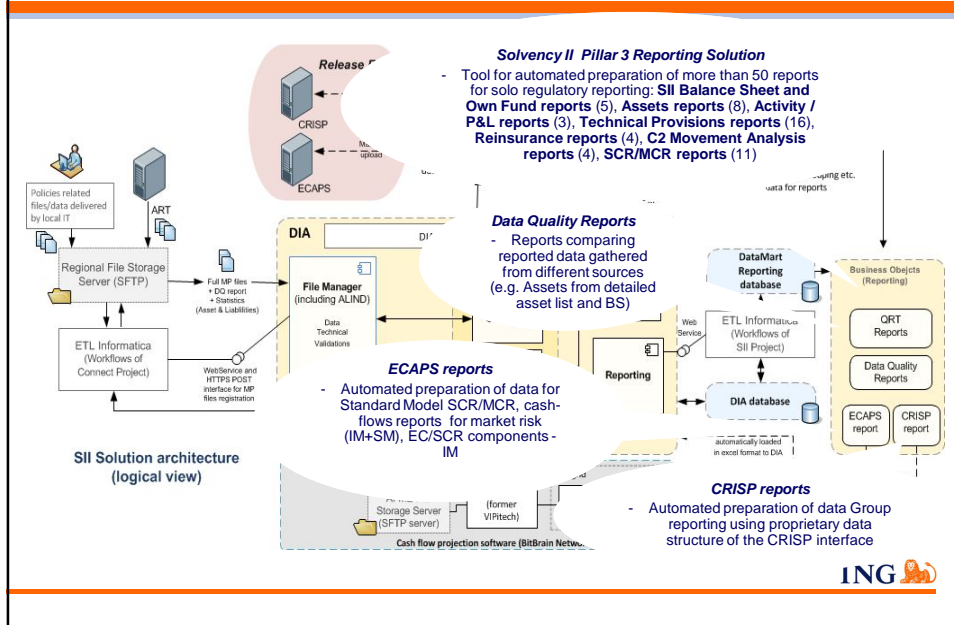 Solvency II Pillar 3 Reporting Solution
- Tool for automated preparation of more than 50 reports
for solo regulatory reporting: SII Balance Sheet and
Own Fund reports (5), Assets reports (8), Activity /
P&L reports (3), Technical Provisions reports (16),
Reinsurance reports (4), C2 Movement Analysis
reports (4), SCR/MCR reports (11)
Release
CRISP
upload
ECAPS
etc.
data for reports
Policies related
files/data delivered
by local IT
ART
Regional File Storage
Server (SFTP)
Full MP files
+ DQ report
+ Statistics
(Asset & Liabilities)
ETL Informatica
(Workflows of
Connect Project)
WebService and
HTTPS POST
interface for MP
files registration
SII Solution architecture
(logical view)
DIA
File Manager
(including ALIND)
Data
Technical
Validations
Data Quality Reports
- Reports comparing
reported data gathered
from different sources
(e.g. Assets from detailed
asset list and BS)
Reporting
Web
Service
DataMart
Reporting
database
ETL Informatica
(Workflows of
SII Project)
DIA database
automatically loaded
in excel format to DIA
Business Obejcts
(Reporting)
QRT
Reports
Data Quality
Reports
ECAPS
report
CRISP
report
ECAPS reports
- Automated preparation of data for
Standard Model SCR/MCR, cash-
flows reports for market risk
(IM+SM), EC/SCR components -
IM
Storage Server
(SFTP server)
(former
VIPitech)
Cash flow projection software (BitBrain
CRISP reports
- Automated preparation of data Group
reporting using proprietary data
structure of the CRISP interface
ING